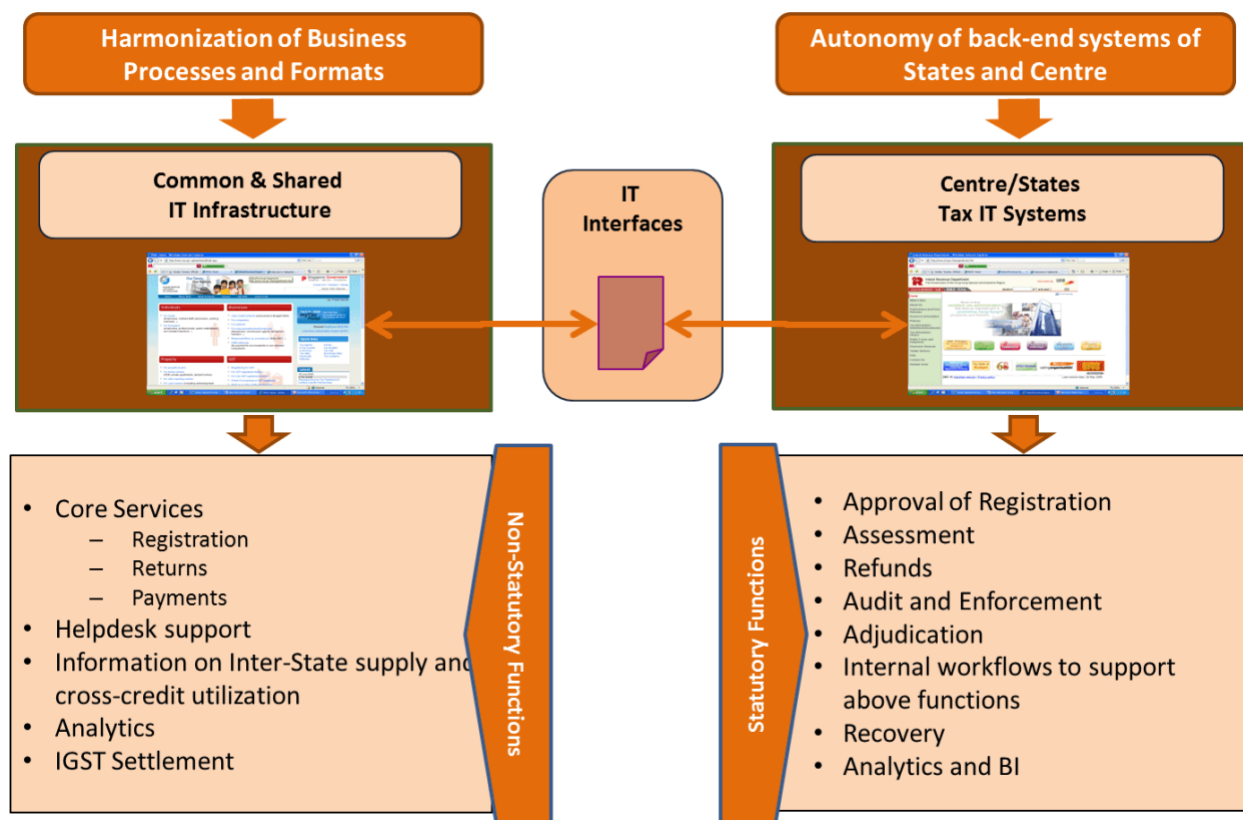 Harmonization of Business
Processes and Formats
Autonomy of back-end systems of
States and Centre
Common & Shared
IT Infrastructure
IT
Interfaces
Centre/States
Tax IT Systems
• Core Services
– Registration
– Returns
– Payments
• Helpdesk support
• Information on Inter-State supply and
cross-credit utilization
• Analytics
• IGST Settlement
Non-Statutory Functions
Statutory Functions
• Approval of Registration
• Assessment
• Refunds
• Audit and Enforcement
• Adjudication
• Internal workflows to support
above functions
• Recovery
• Analytics and BI